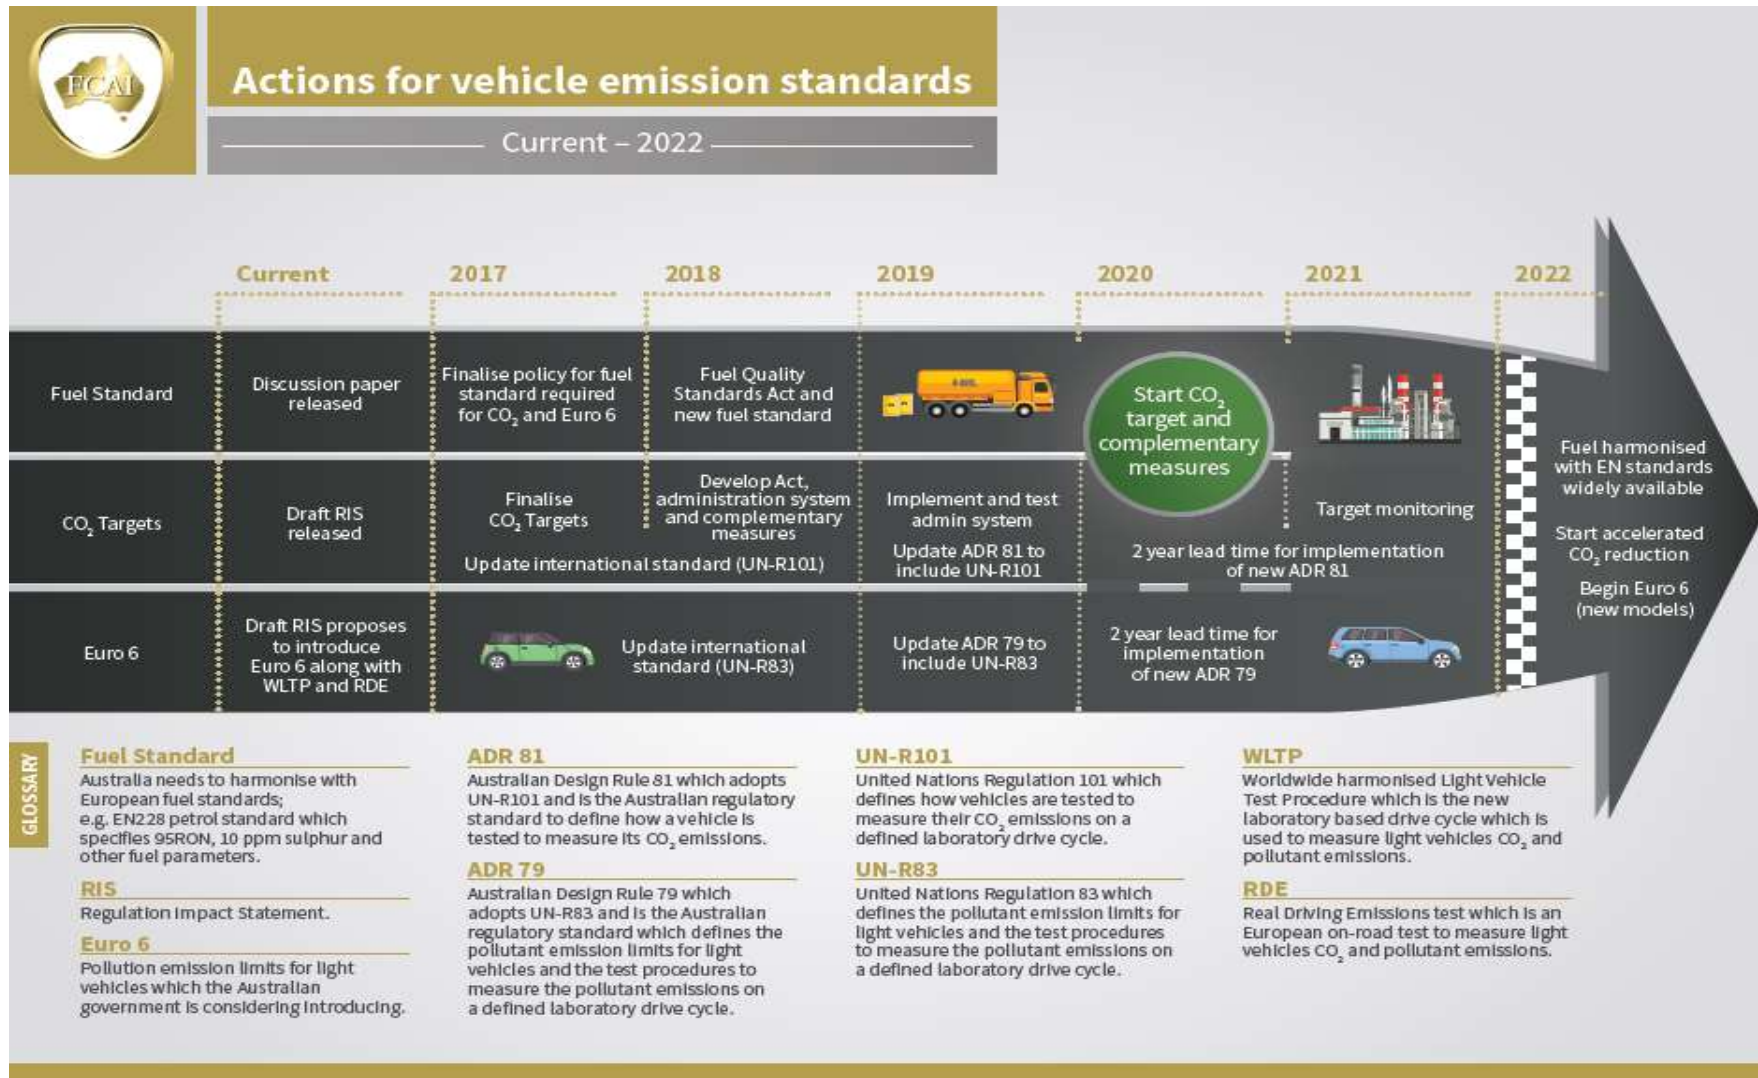 FCAI
Actions for vehicle emission standards
Current – 2022
Current
2017
2018
2019
2020
2021
2022
Fuel Standard
Discussion paper
released
Finalise policy for fuel
standard required
for CO₂ and Euro 6
Fuel Quality
Standards Act and
new fuel standard
Start CO₂
target and
complementary
measures
CO₂ Targets
Draft RIS
released
Finalise
CO₂ Targets
Develop Act,
administration system
and complementary
measures
Update international standard (UN-R101)
Implement and test
admin system
Update ADR 81 to
include UN-R101
Target monitoring
2 year lead time for implementation
of new ADR 81
Euro 6
Draft RIS proposes
to introduce
Euro 6 along with
WLTP and RDE
Update international
standard (UN-R83)
Update ADR 79 to
include UN-R83
2 year lead time for
implementation
of new ADR 79
Fuel harmonised
with EN standards
widely available
Start accelerated
CO₂ reduction
Begin Euro 6
(new models)
GLOSSARY
Fuel Standard
Australia needs to harmonise with
European fuel standards;
e.g. EN228 petrol standard which
specifies 95RON, 10 ppm sulphur and
other fuel parameters.
RIS
Regulation Impact Statement.
Euro 6
Pollution emission limits for light
vehicles which the Australian
government is considering introducing.
ADR 81
Australian Design Rule 81 which adopts
UN-R101 and is the Australian regulatory
standard to define how a vehicle is
tested to measure its CO₂ emissions.
ADR 79
Australian Design Rule 79 which
adopts UN-R83 and is the Australian
regulatory standard which defines the
pollutant emission limits for light
vehicles and the test procedures to
measure the pollutant emissions on
a defined laboratory drive cycle.
UN-R101
United Nations Regulation 101 which
defines how vehicles are tested to
measure their CO₂ emissions on a
defined laboratory drive cycle.
UN-R83
United Nations Regulation 83 which
defines the pollutant emission limits for
light vehicles and the test procedures
to measure the pollutant emissions on
a defined laboratory drive cycle.
WLTP
Worldwide harmonised Light Vehicle
Test Procedure which is the new
laboratory based drive cycle which is
used to measure light vehicles CO₂ and
pollutant emissions.
RDE
Real Driving Emissions test which is an
European on-road test to measure light
vehicles CO₂ and pollutant emissions.